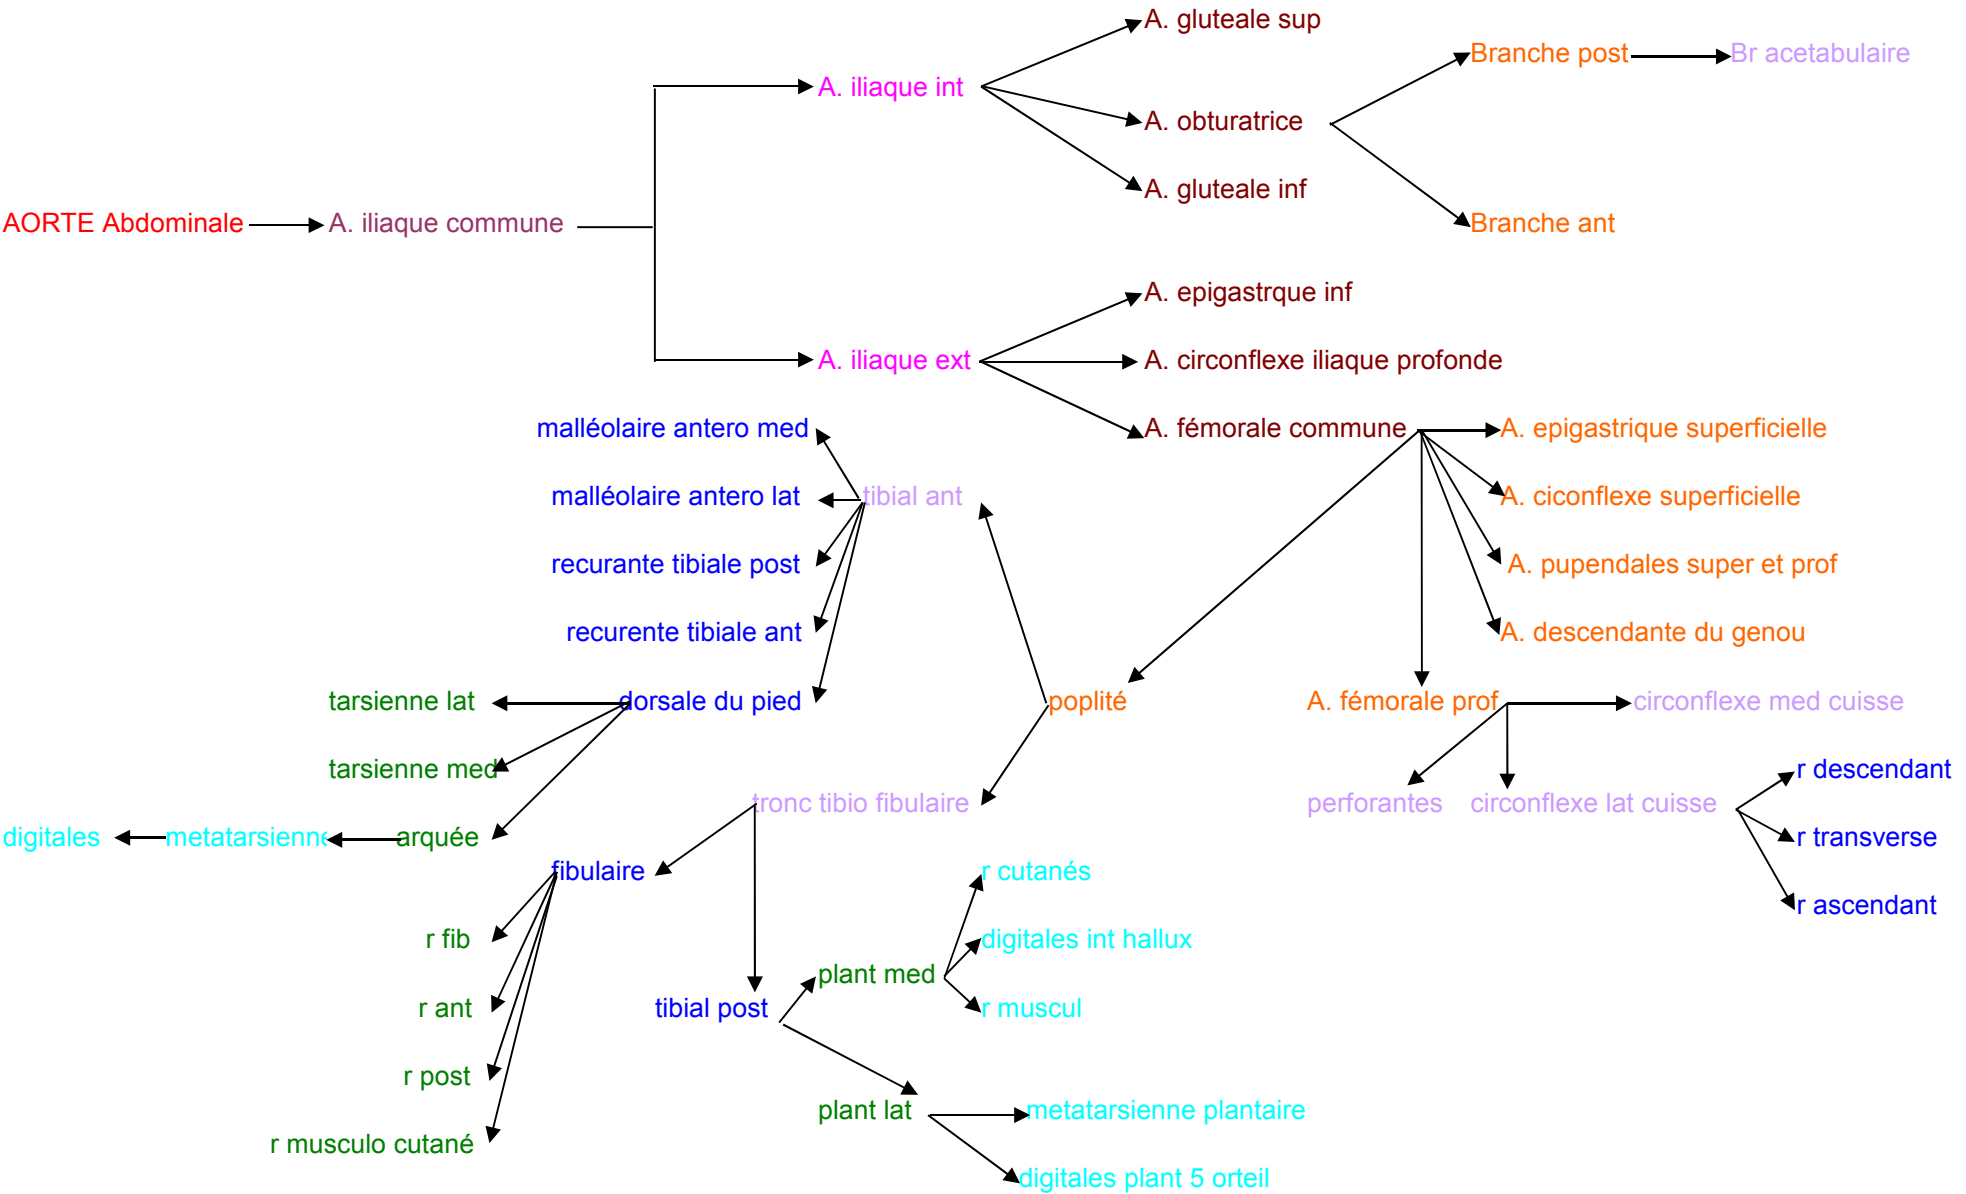 A. gluteale sup
Branche post
Br acetabulaire
A. iliaque int
A. obturatrice
A. gluteale inf
AORTE Abdominale
A. iliaque commune
Branche ant
A. epigastrque inf
A. iliaque ext
A. circonflexe iliaque profonde
malléolaire antero med
A. fémorale commune
A. epigastrique superficielle
malléolaire antero lat
tibial ant
A. ciconflexe superficielle
recurante tibiale post
A. pupendales super et prof
recurente tibiale ant
A. descendante du genou
tarsienne lat
dorsale du pied
poplité
A. fémorale prof
circonflexe med cuisse
tarsienne med
r descendant
tronc tibio fibulaire
perforantes
circonflexe lat cuisse
digitales
metatarsienne
arquée
r transverse
fibulaire
r cutanés
r ascendant
r fib
digitales int hallux
plant med
r ant
tibial post
r muscul
r post
plant lat
metatarsienne plantaire
r musculo cutané
digitales plant 5 orteil